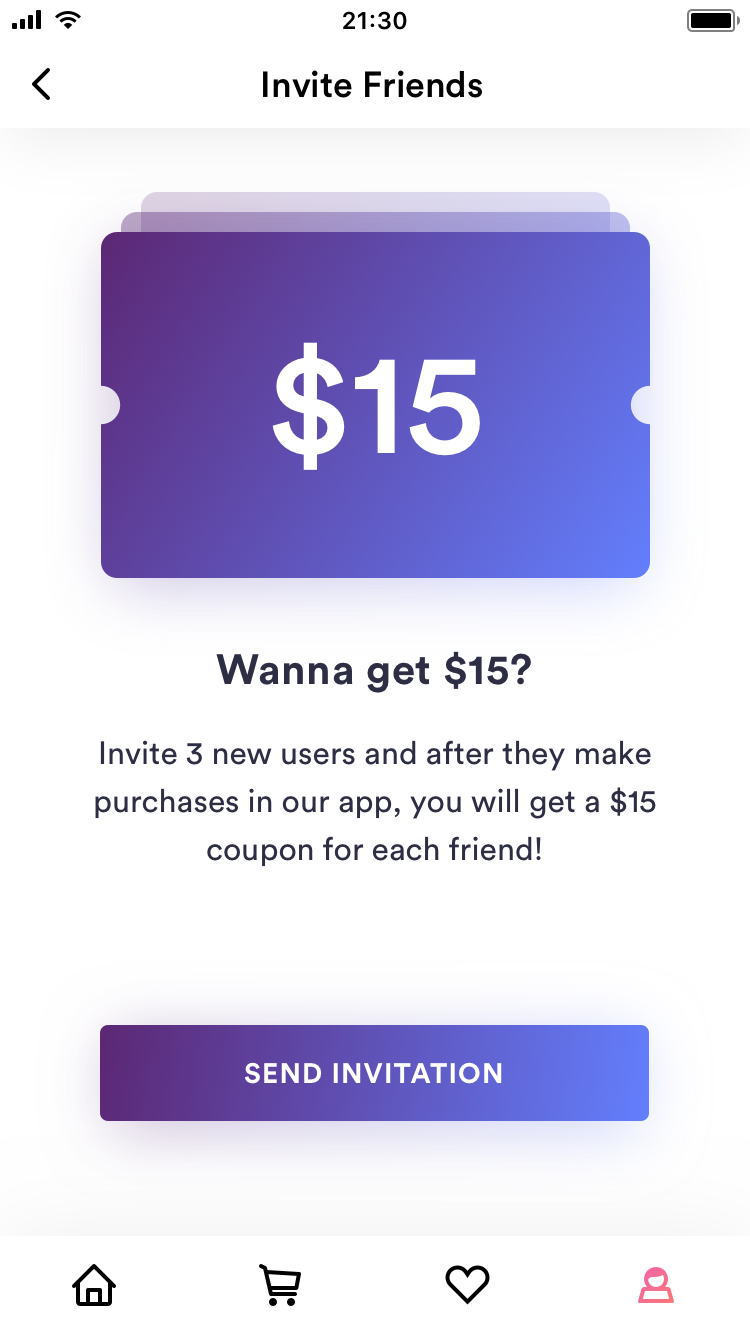 21:30
Invite Friends
$15
Wanna get $15?
Invite 3 new users and after they make
purchases in our app, you will get a $15
coupon for each friend!
SEND INVITATION